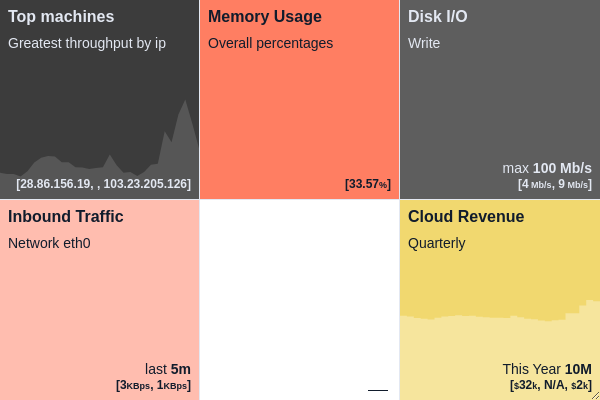 Top machines
Greatest throughput by ip
[28.86.156.19, , 103.23.205.126]
Memory Usage
Overall percentages
[33.57%]
Disk I/O
Write
max 100 Mb/s
[4 Mb/s, 9 Mb/s]
Inbound Traffic
Network eth0
last 5m
[3KBps, 1KBps]
Cloud Revenue
Quarterly
This Year 10M
[$32k, N/A, $2k]